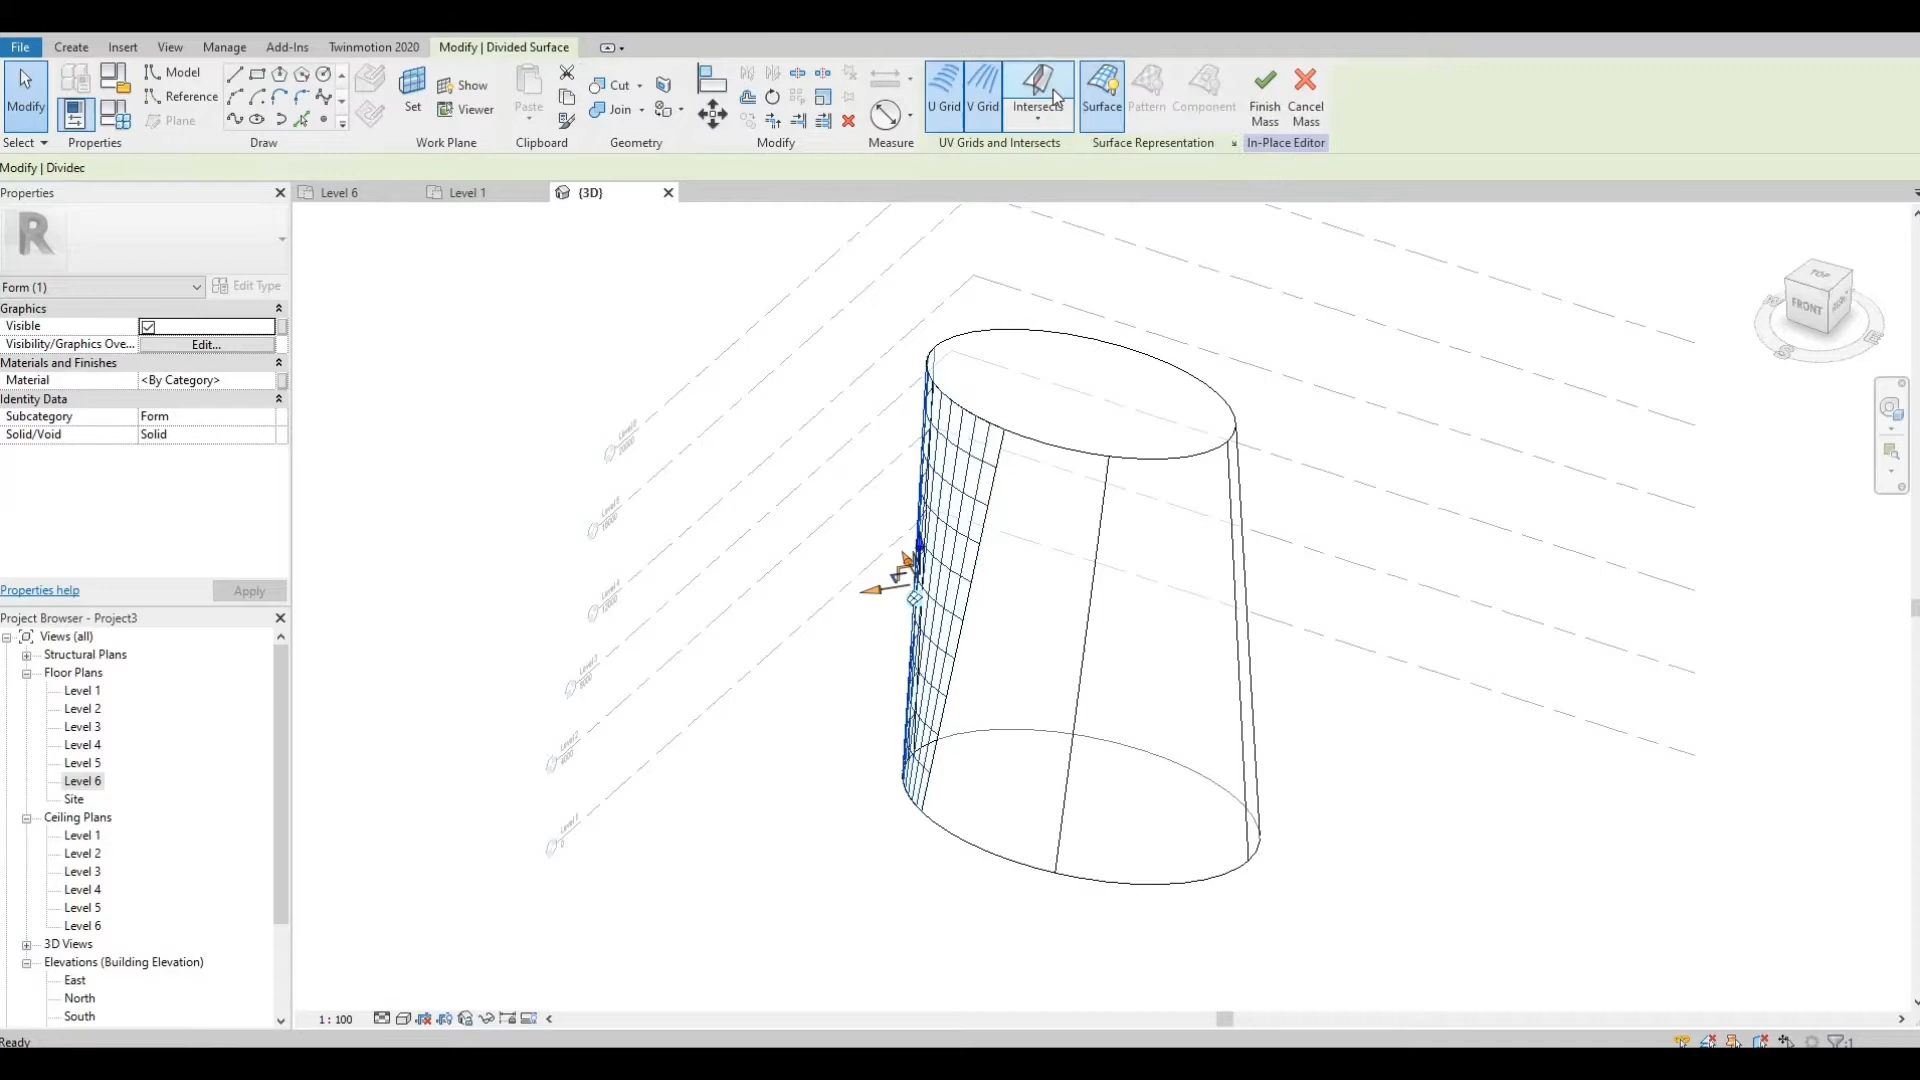 File Create Insert View Manage Add-Ins Twinmotion 2020 Modify | Divided Surface
Modify
Select
Properties
Model
Reference
Plane
Draw
Set
Show
Viewer
Work Plane
Paste
Clipboard
Cut
Join
Geometry
Modify
Measure
U Grid
V Grid
Intersects
UV Grids and Intersects
Surface
Pattern
Component
Surface Representation
Finish
Mass
Cancel
Mass
In-Place Editor
Modify | Dividec
Properties
Level 6
Level 1
{3D}
R
Form (1)
Edit Type
Graphics
Visible
Visibility/Graphics Ove...
Edit...
Materials and Finishes
Material
<By Category>
Identity Data
Subcategory
Form
Solid/Void
Solid
Properties help
Apply
Project Browser - Project3
Views (all)
Structural Plans
Floor Plans
Level 1
Level 2
Level 3
Level 4
Level 5
Level 6
Site
Ceiling Plans
Level 1
Level 2
Level 3
Level 4
Level 5
Level 6
3D Views
Elevations (Building Elevation)
East
North
South
TOP
FRONT
S
E
1 : 100
Ready
:1